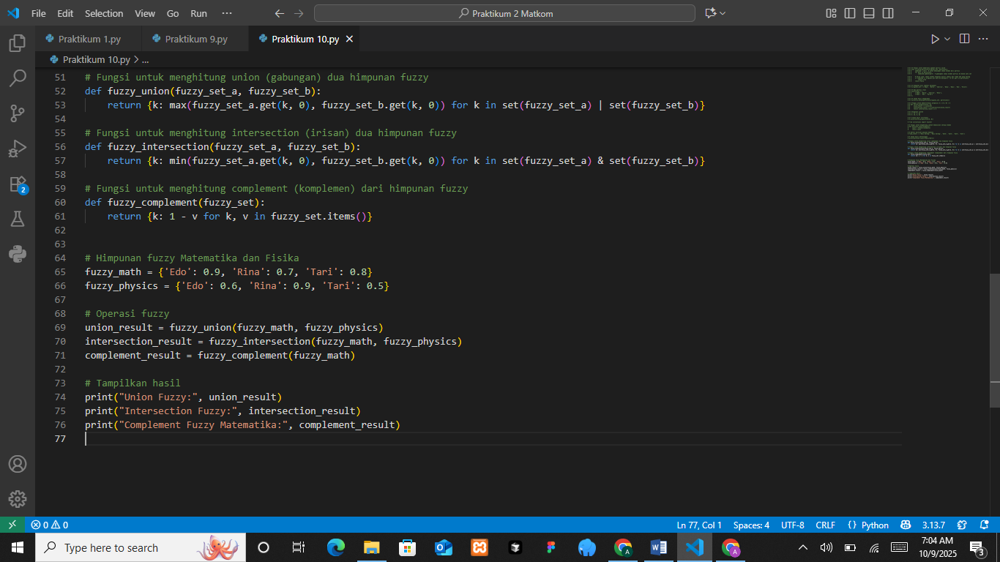 File Edit Selection View Go Run ···
Praktikum 2 Matkom
Praktikum 1.py Praktikum 9.py Praktikum 10.py
Praktikum 10.py > ...
51 # Fungsi untuk menghitung union (gabungan) dua himpunan fuzzy
52 def fuzzy_union(fuzzy_set_a, fuzzy_set_b):
53     return {k: max(fuzzy_set_a.get(k, 0), fuzzy_set_b.get(k, 0)) for k in set(fuzzy_set_a) | set(fuzzy_set_b)}
54
55 # Fungsi untuk menghitung intersection (irisan) dua himpunan fuzzy
56 def fuzzy_intersection(fuzzy_set_a, fuzzy_set_b):
57     return {k: min(fuzzy_set_a.get(k, 0), fuzzy_set_b.get(k, 0)) for k in set(fuzzy_set_a) & set(fuzzy_set_b)}
58
59 # Fungsi untuk menghitung complement (komplemen) dari himpunan fuzzy
60 def fuzzy_complement(fuzzy_set):
61     return {k: 1 - v for k, v in fuzzy_set.items()}
62
63
64 # Himpunan fuzzy Matematika dan Fisika
65 fuzzy_math = {'Edo': 0.9, 'Rina': 0.7, 'Tari': 0.8}
66 fuzzy_physics = {'Edo': 0.6, 'Rina': 0.9, 'Tari': 0.5}
67
68 # Operasi fuzzy
69 union_result = fuzzy_union(fuzzy_math, fuzzy_physics)
70 intersection_result = fuzzy_intersection(fuzzy_math, fuzzy_physics)
71 complement_result = fuzzy_complement(fuzzy_math)
72
73 # Tampilkan hasil
74 print("Union Fuzzy:", union_result)
75 print("Intersection Fuzzy:", intersection_result)
76 print("Complement Fuzzy Matematika:", complement_result)
77
2
0 0 Ln 77, Col 1 Spaces: 4 UTF-8 CRLF {} Python 3.13.7
Type here to search
7:04 AM
10/9/2025
3